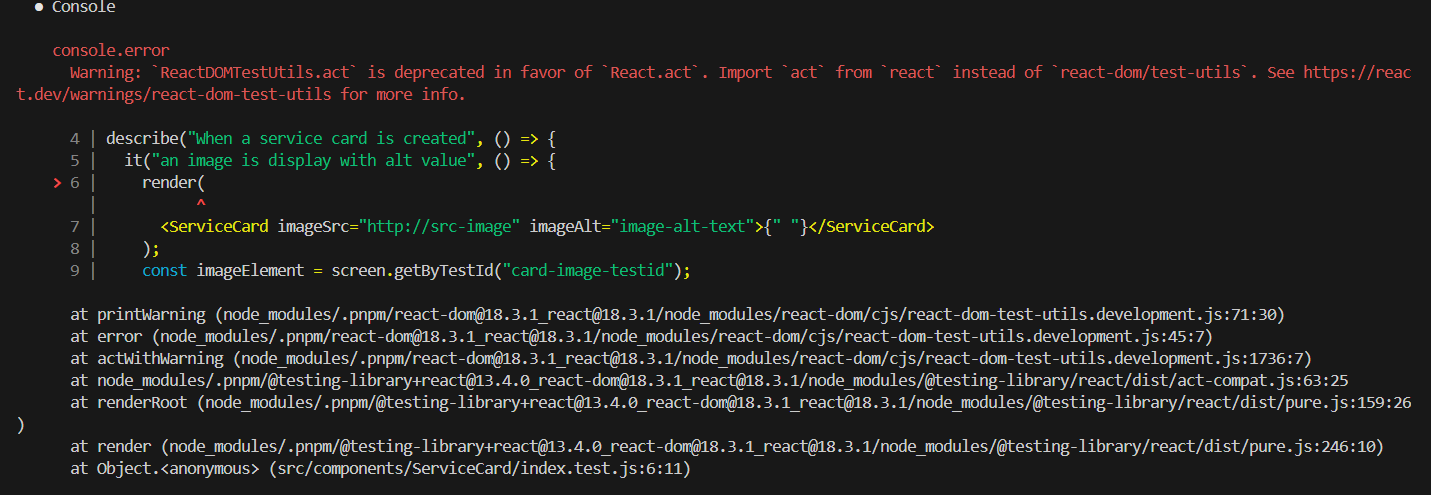 ● Console
console.error
Warning: `ReactDOMTestUtils.act` is deprecated in favor of `React.act`. Import `act` from `react` instead of `react-dom/test-utils`. See https://reac
t.dev/warnings/react-dom-test-utils for more info.
4 | describe("When a service card is created", () => {
5 | it("an image is display with alt value", () => {
> 6 | render(
| ^
7 | <ServiceCard imageSrc="http://src-image" imageAlt="image-alt-text">{" "}</ServiceCard>
8 | );
9 | const imageElement = screen.getByTestId("card-image-testid");
at printWarning (node_modules/.pnpm/react-dom@18.3.1_react@18.3.1/node_modules/react-dom/cjs/react-dom-test-utils.development.js:71:30)
at error (node_modules/.pnpm/react-dom@18.3.1_react@18.3.1/node_modules/react-dom/cjs/react-dom-test-utils.development.js:45:7)
at actWithWarning (node_modules/.pnpm/react-dom@18.3.1_react@18.3.1/node_modules/react-dom/cjs/react-dom-test-utils.development.js:1736:7)
at node_modules/.pnpm/@testing-library+react@13.4.0_react-dom@18.3.1_react@18.3.1/node_modules/@testing-library/react/dist/act-compat.js:63:25
at renderRoot (node_modules/.pnpm/@testing-library+react@13.4.0_react-dom@18.3.1_react@18.3.1/node_modules/@testing-library/react/dist/pure.js:159:26
)
at render (node_modules/.pnpm/@testing-library+react@13.4.0_react-dom@18.3.1_react@18.3.1/node_modules/@testing-library/react/dist/pure.js:246:10)
at Object.<anonymous> (src/components/ServiceCard/index.test.js:6:11)